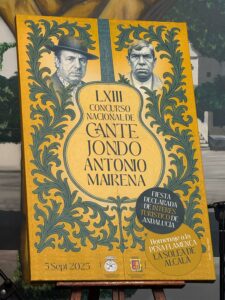 LXIII
CONCURSO
NACIONAL DE
CANTE
JONDO
ANTONIO
MAIRENA
FIESTA
DECLARADA
DE INTERÉS
TURÍSTICO DE
ANDALUCIA
Homenaje a la
PEÑA FLAMENCA
LA SOLEÁ DE
ALCALÁ
5 Sept 2025